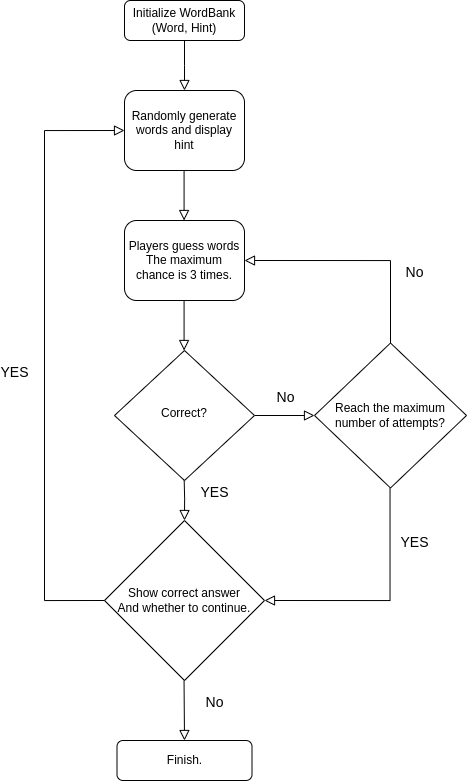 Initialize WordBank
(Word, Hint)
Randomly generate
words and display
hint
Players guess words
The maximum
chance is 3 times.
No
YES
Correct?
No
Reach the maximum
number of attempts?
YES
YES
Show correct answer
And whether to continue.
No
Finish.